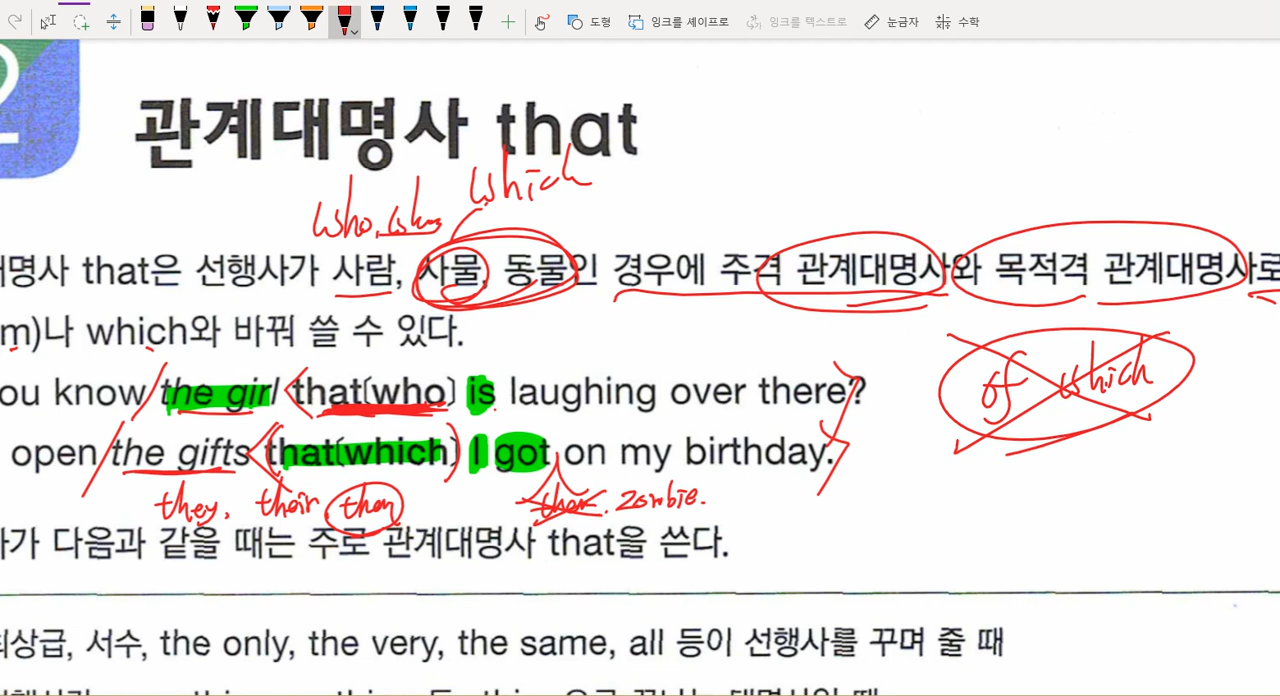 도형 잉크를 셰이프로 잉크를 텍스트로 눈금자 수학
2
관계대명사 that
which
who,
대명사 that은 선행사가 사람, 사물, 동물인 경우에 주격 관계대명사와 목적격 관계대명사로
m)나 which와 바꿔 쓸 수 있다.
of which
ou know the girl that(who) is laughing over there?
open the gifts that(which) I got on my birthday.
they, their, them them. zombie.
가 다음과 같을 때는 주로 관계대명사 that을 쓴다.
최상급, 서수, the only, the very, the same, all 등이 선행사를 꾸며 줄 때